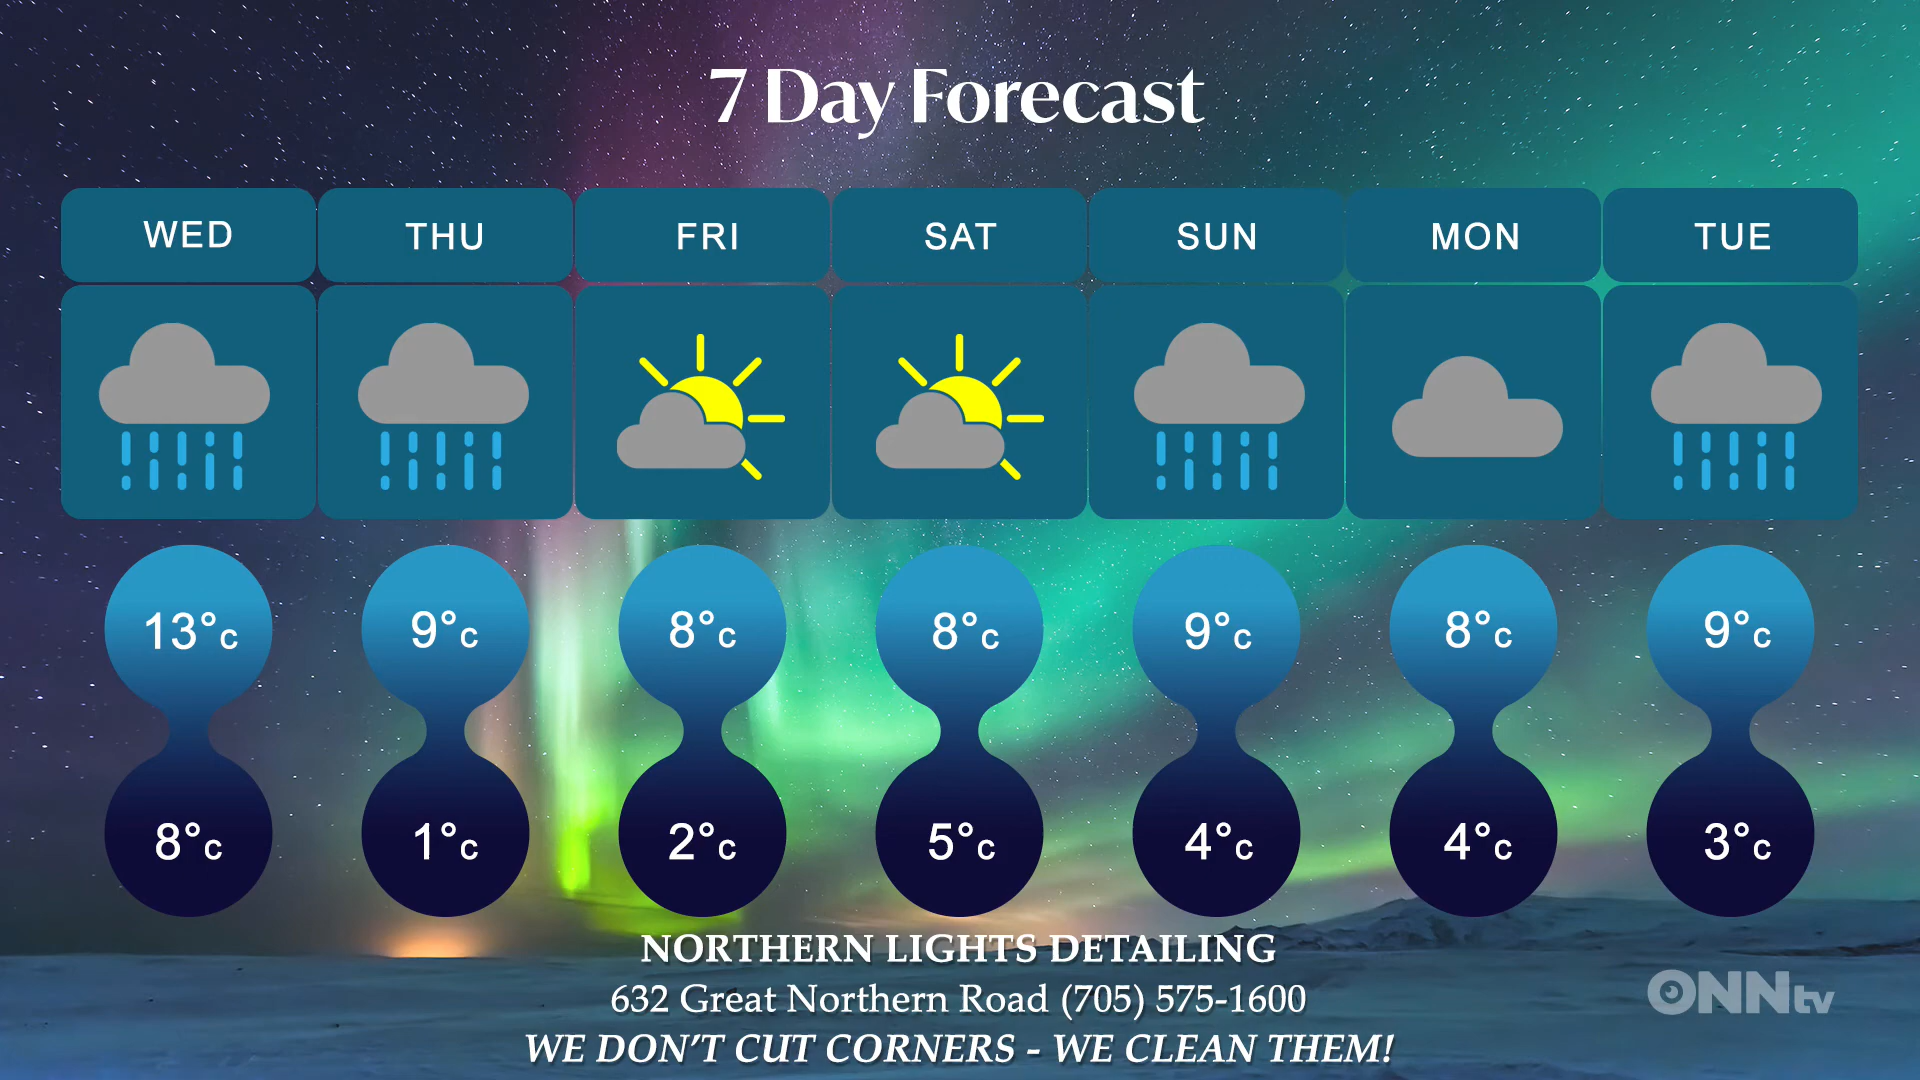 7 Day Forecast
WED THU FRI SAT SUN MON TUE
13°C 9°C 8°C 8°C 9°C 8°C 9°C
8°C 1°C 2°C 5°C 4°C 4°C 3°C
NORTHERN LIGHTS DETAILING
632 Great Northern Road (705) 575-1600
WE DON'T CUT CORNERS - WE CLEAN THEM!
ONNtv